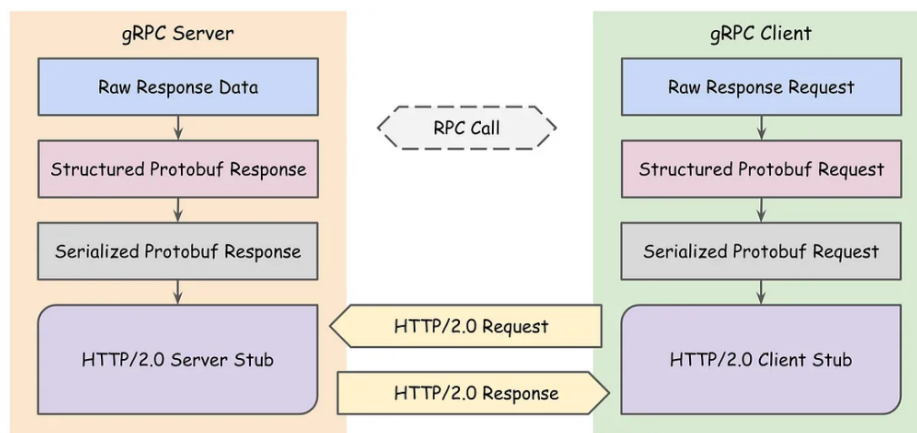 gRPC Server
Raw Response Data
Structured Protobuf Response
Serialized Protobuf Response
HTTP/2.0 Server Stub
RPC Call
HTTP/2.0 Request
HTTP/2.0 Response
gRPC Client
Raw Response Request
Structured Protobuf Request
Serialized Protobuf Request
HTTP/2.0 Client Stub